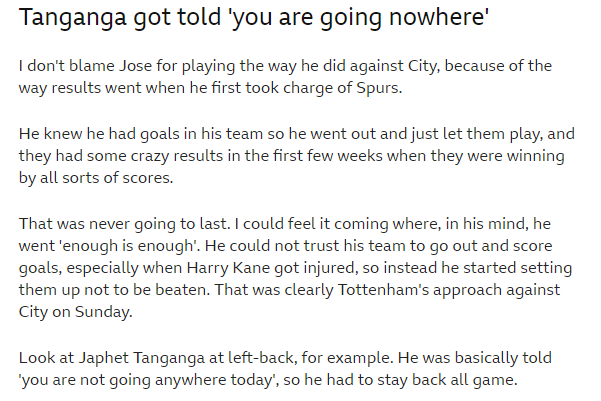 Tanganga got told 'you are going nowhere'
I don't blame Jose for playing the way he did against City, because of the
way results went when he first took charge of Spurs.
He knew he had goals in his team so he went out and just let them play, and
they had some crazy results in the first few weeks when they were winning
by all sorts of scores.
That was never going to last. I could feel it coming where, in his mind, he
went 'enough is enough'. He could not trust his team to go out and score
goals, especially when Harry Kane got injured, so instead he started setting
them up not to be beaten. That was clearly Tottenham's approach against
City on Sunday.
Look at Japhet Tanganga at left-back, for example. He was basically told
'you are not going anywhere today', so he had to stay back all game.